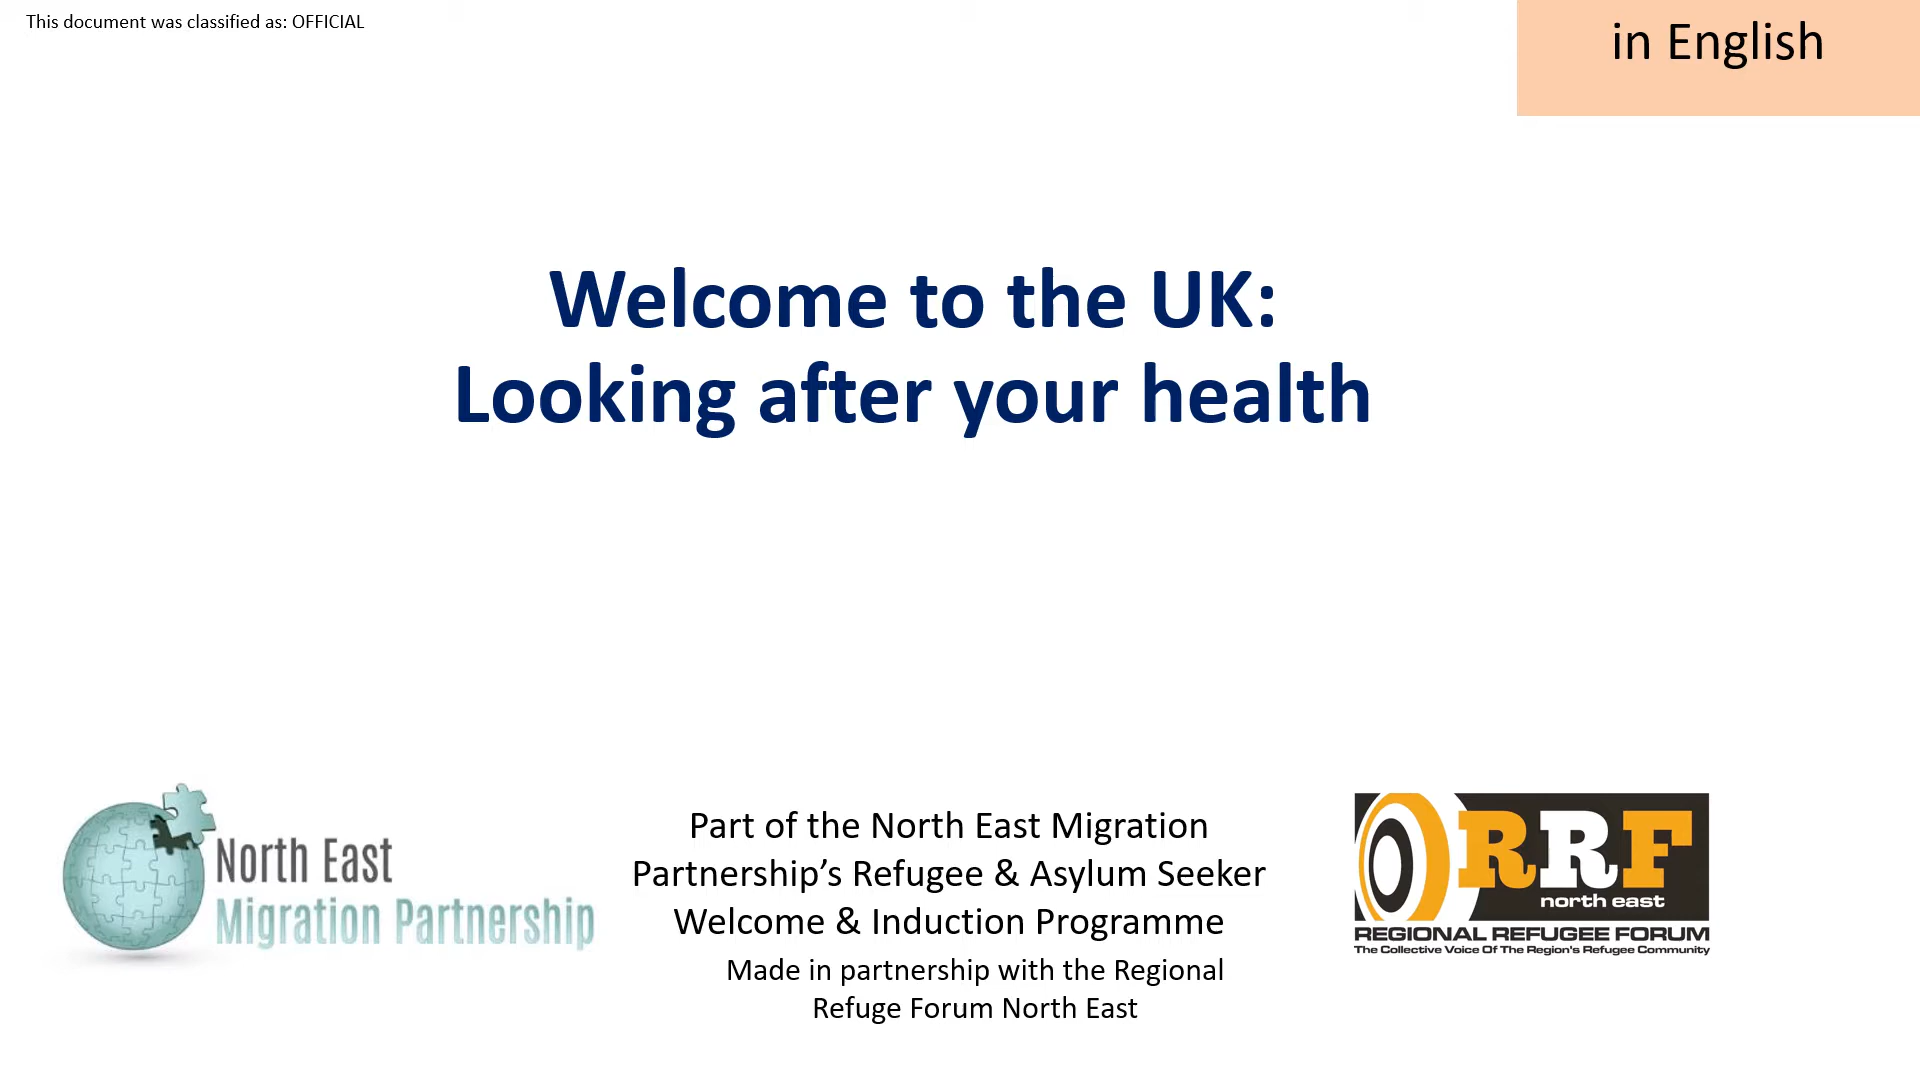 This document was classified as: OFFICIAL
in English
Welcome to the UK:
Looking after your health
North East
Migration Partnership
Part of the North East Migration
Partnership’s Refugee & Asylum Seeker
Welcome & Induction Programme
Made in partnership with the Regional
Refuge Forum North East
RRF
north east
REGIONAL REFUGEE FORUM
The Collective Voice Of The Region's Refugee Community